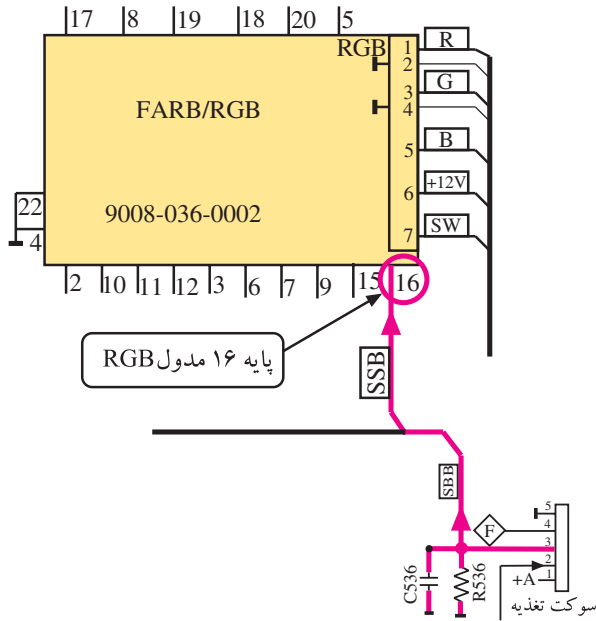 17 8 19 18 20 5
RGB
1 R
2
3 G
4
FARB/RGB
5 B
6 +12V
7 SW
22
4
9008-036-0002
2 10 11 12 3 6 7 9 15 16
پایه ۱۶ مدول RGB
SSB
SBB
5
4 F
3
2
1 +A
C536
R536
سوکت تغذیه